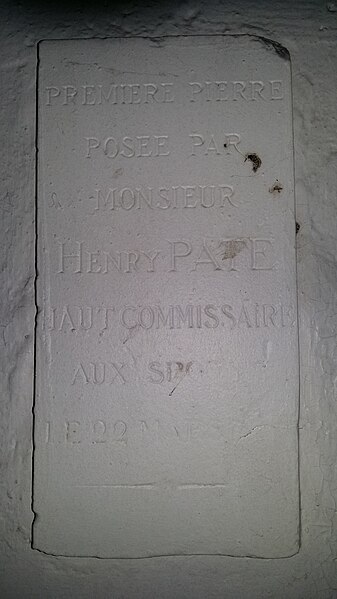 PREMIERE PIERRE
POSEE PAR
MONSIEUR
HENRY PATE
HAUT COMMISSAIRE
AUX
LE 22